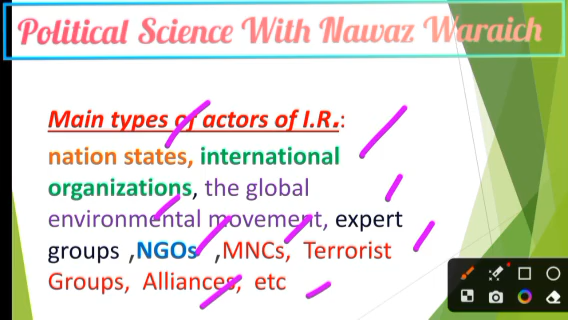 Political Science With Nawaz Waraich
Main types of actors of I.R.:
nation states, international
organizations, the global
environmental movement, expert
groups ,NGOs ,MNCs, Terrorist
Groups, Alliances, etc